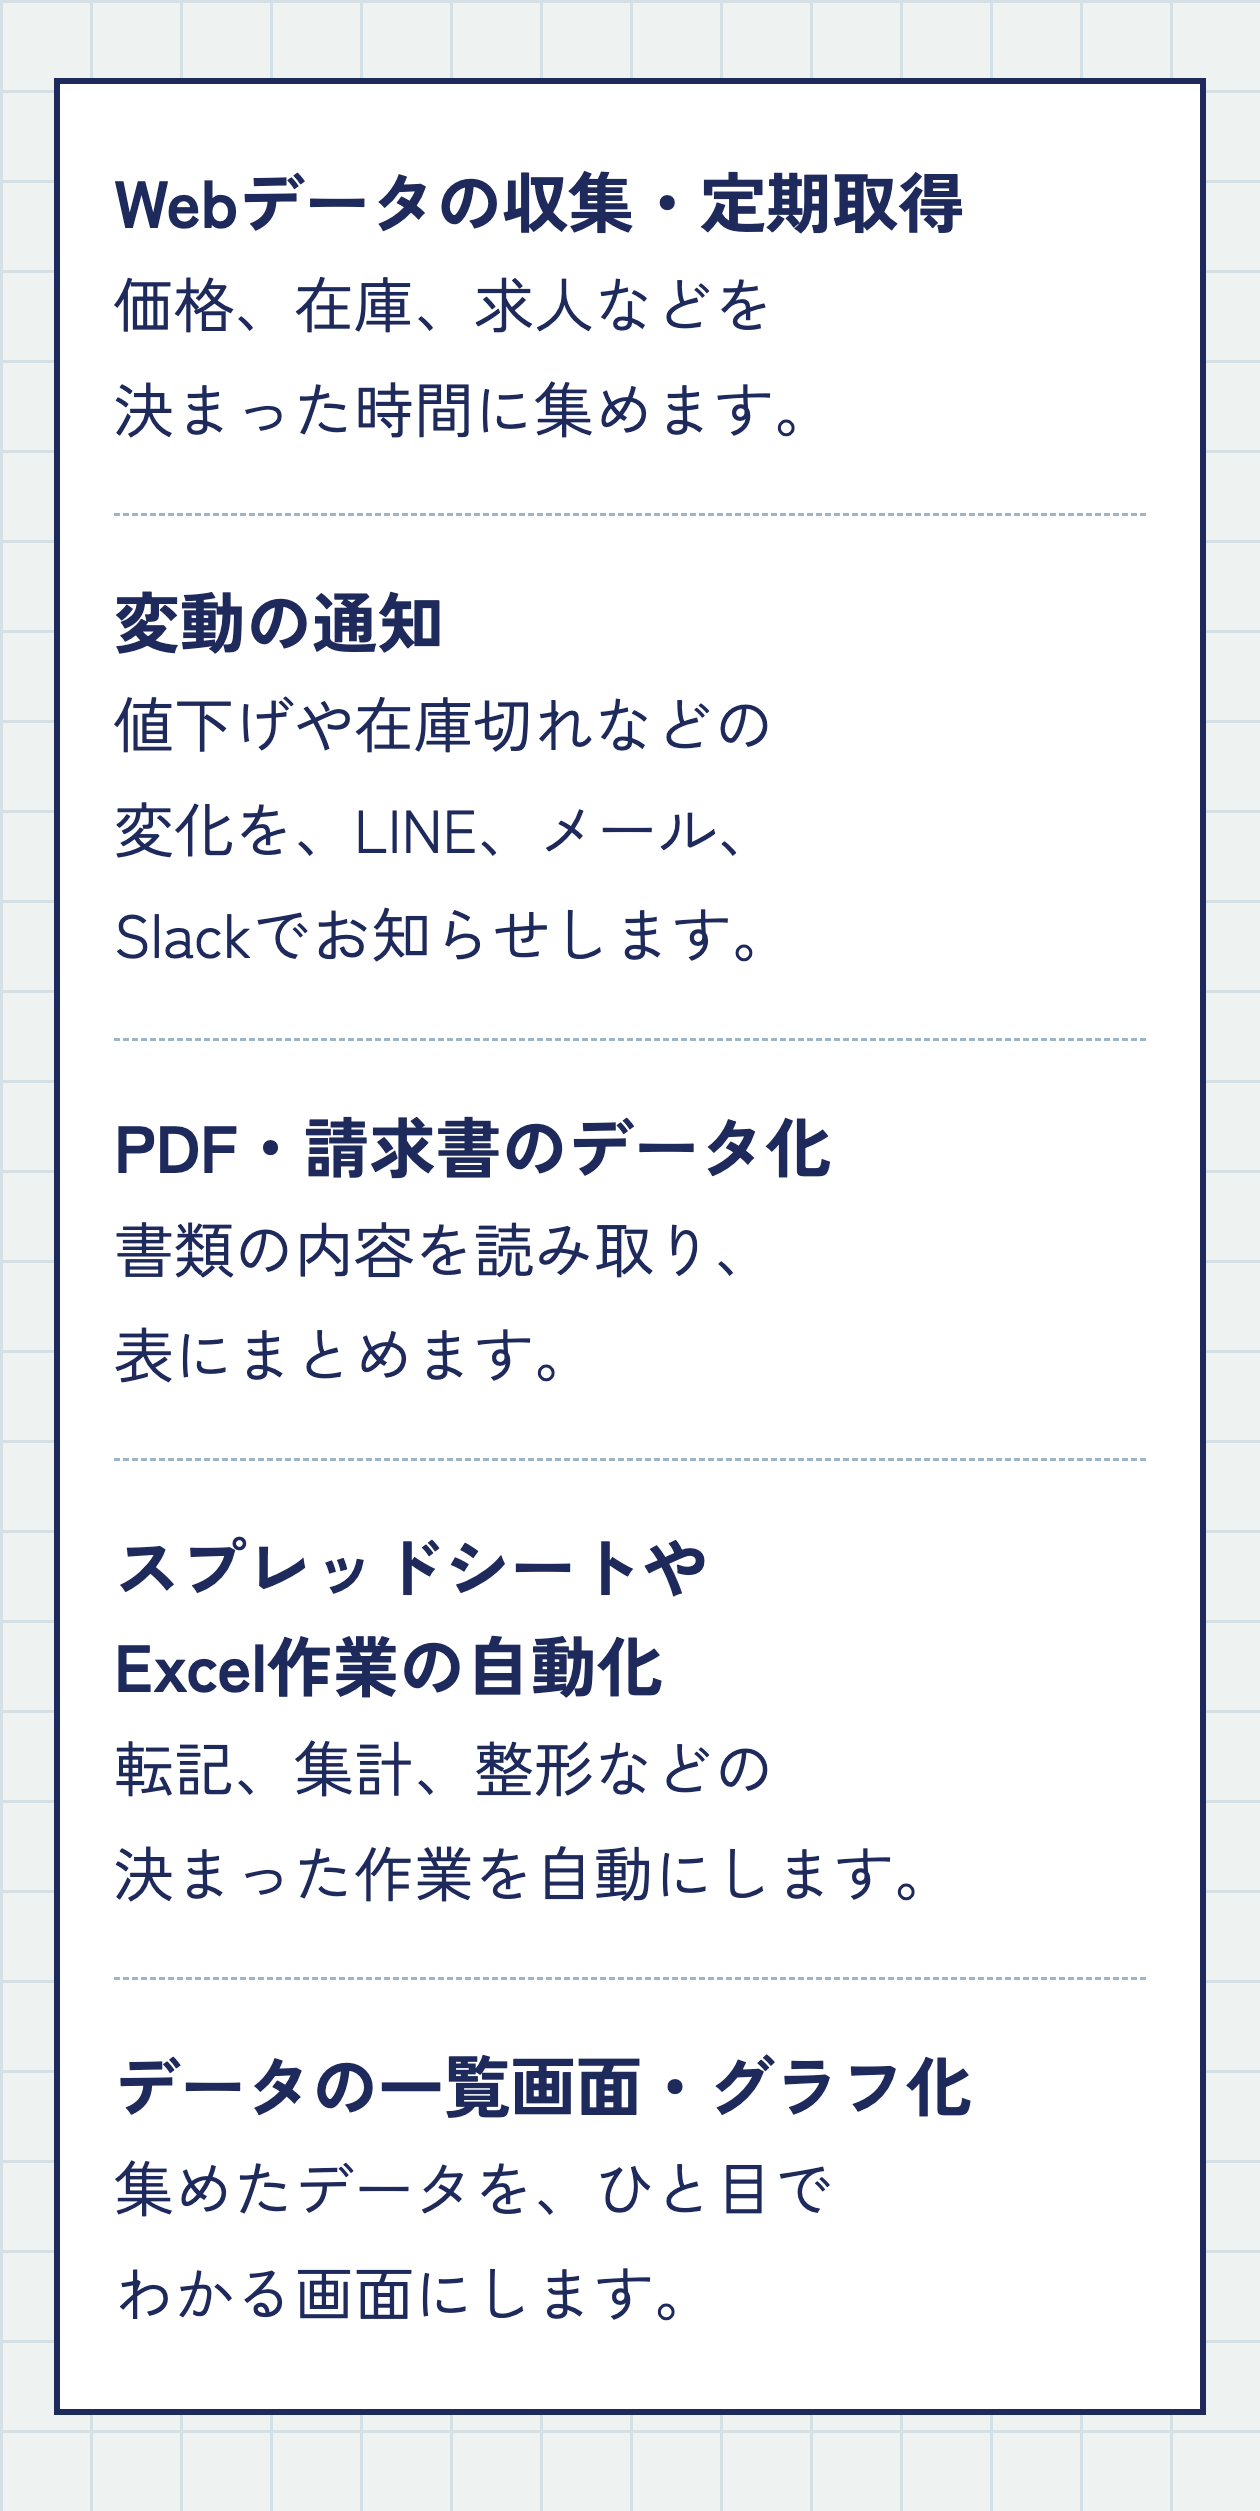 Webデータの収集・定期取得
価格、在庫、求人などを
決まった時間に集めます。
変動の通知
値下げや在庫切れなどの
変化を、LINE、メール、
Slackでお知らせします。
PDF・請求書のデータ化
書類の内容を読み取り、
表にまとめます。
スプレッドシートや
Excel作業の自動化
転記、集計、整形などの
決まった作業を自動にします。
データの一覧画面・グラフ化
集めたデータを、ひと目で
わかる画面にします。